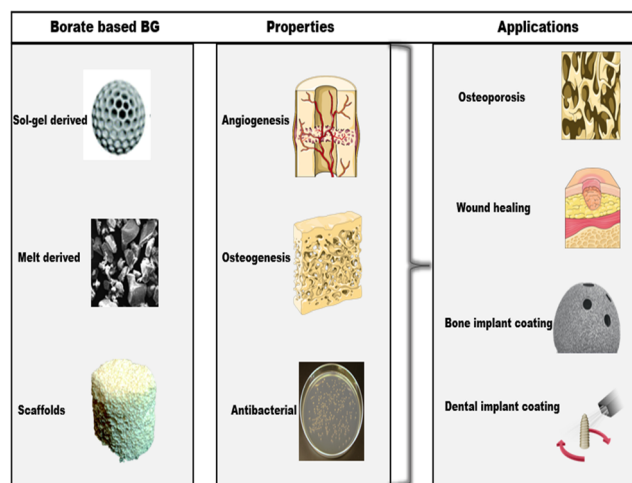 Borate based BG
Properties
Applications
Sol-gel derived
Melt derived
Scaffolds
Angiogenesis
Osteogenesis
Antibacterial
Osteoporosis
Wound healing
Bone implant coating
Dental implant coating